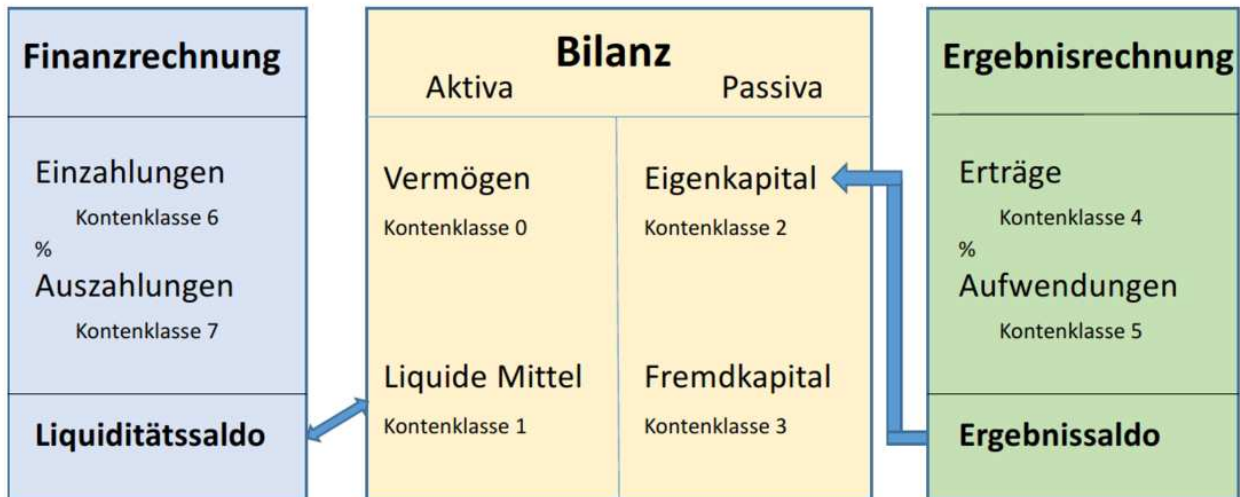 Finanzrechnung
Einzahlungen
Kontenklasse 6
%
Auszahlungen
Kontenklasse 7
Liquiditätssaldo
Bilanz
Aktiva
Passiva
Vermögen
Kontenklasse 0
Liquide Mittel
Kontenklasse 1
Eigenkapital
Kontenklasse 2
Fremdkapital
Kontenklasse 3
Ergebnisrechnung
Erträge
Kontenklasse 4
%
Aufwendungen
Kontenklasse 5
Ergebnissaldo